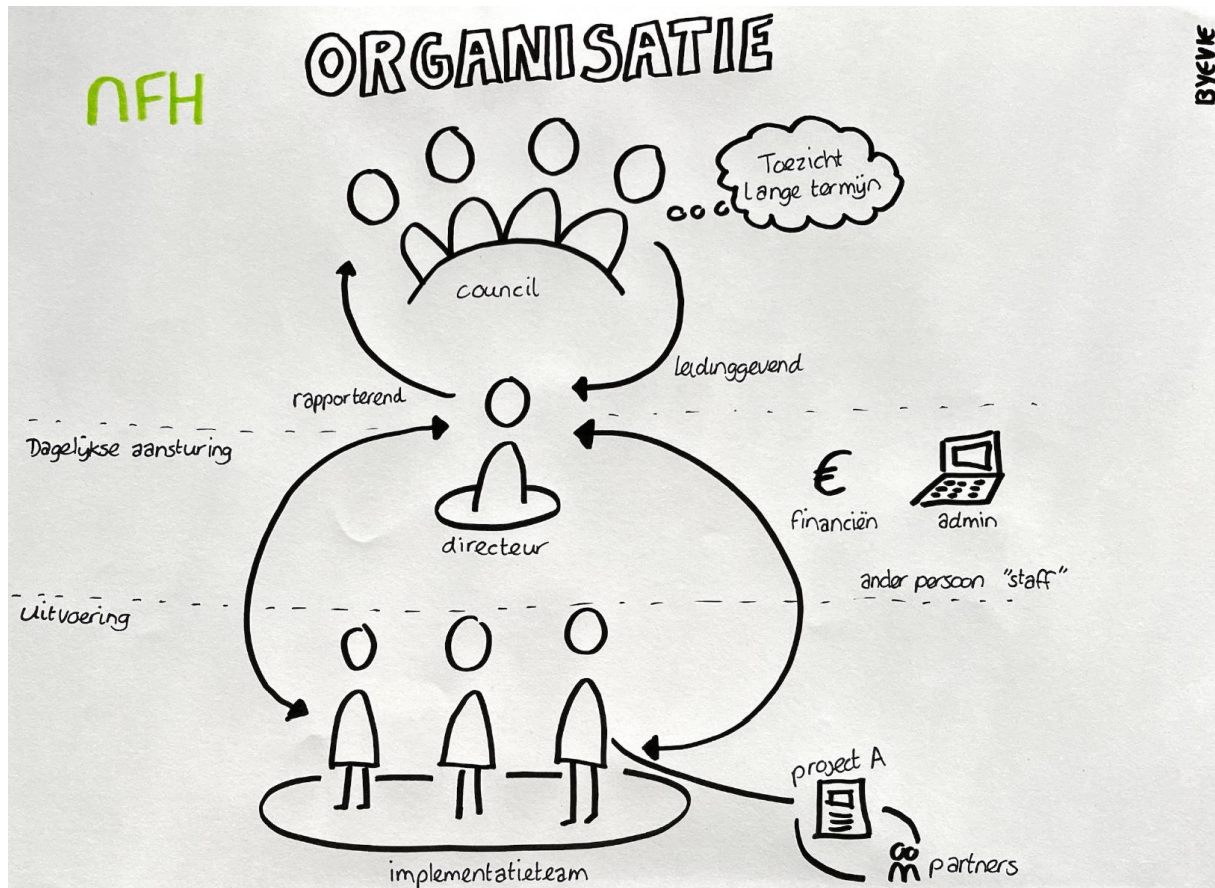 ORGANISATIE
NFH
BYEVIE
Toezicht
Lange termijn
council
rapporterend
leidinggevend
Dagelijkse aansturing
€
financiën
admin
directeur
ander persoon "staff"
Uitvoering
project A
partners
implementatieteam